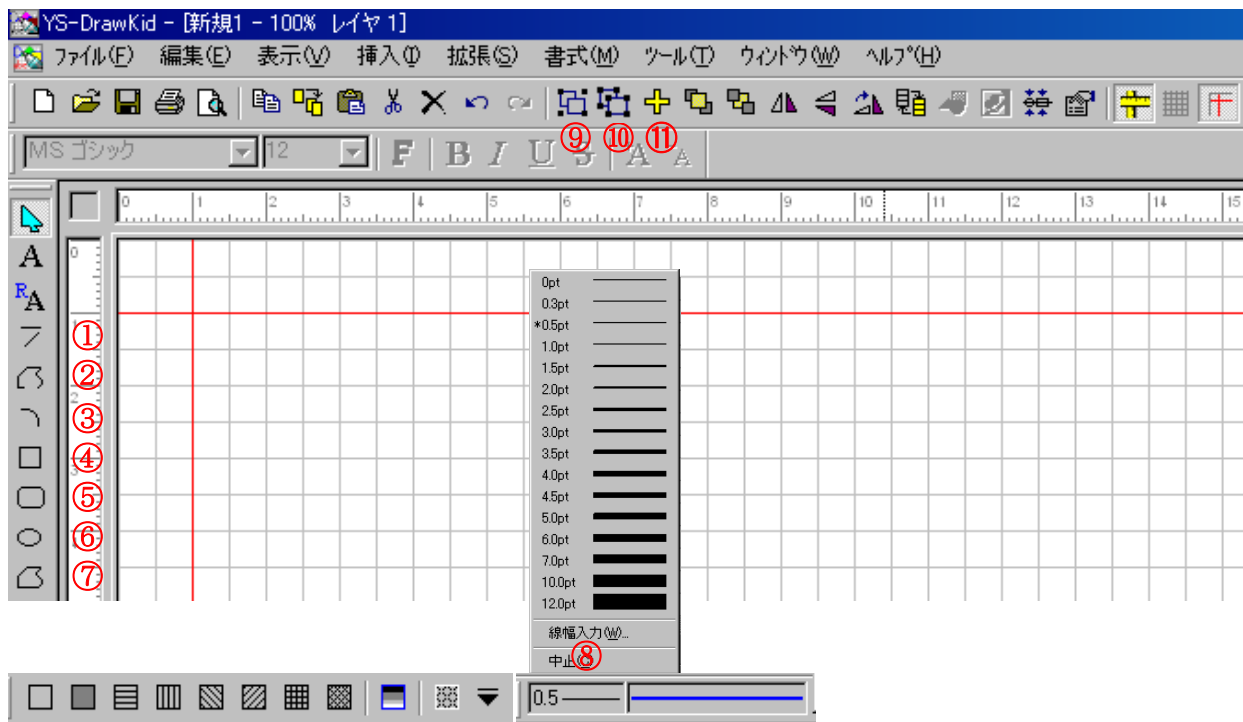 YS-DrawKid - [新規1 - 100% レイヤ 1]
ファイル(F) 編集(E) 表示(V) 挿入(I) 拡張(S) 書式(M) ツール(T) ウィンドウ(W) ヘルプ(H)
⑨ ⑩ ⑪
MS ゴシック 12 F B I U S A A
0 1 2 3 4 5 6 7 8 9 10 11 12 13 14 15
A
0
RA
①
②
2
③
④
3
⑤
⑥
⑦
0pt
0.3pt
*0.5pt
1.0pt
1.5pt
2.0pt
2.5pt
3.0pt
3.5pt
4.0pt
4.5pt
5.0pt
6.0pt
7.0pt
10.0pt
12.0pt
線幅入力(W)...
中止
⑧
0.5